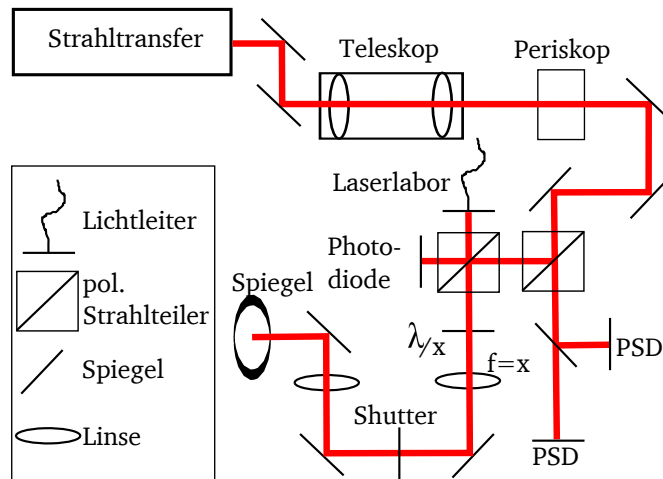 Strahltransfer
Teleskop
Periskop
Laserlabor
Lichtleiter
Photo-
diode
pol.
Strahlteiler
Spiegel
λ/x
f=x
PSD
Spiegel
Shutter
Linse
PSD